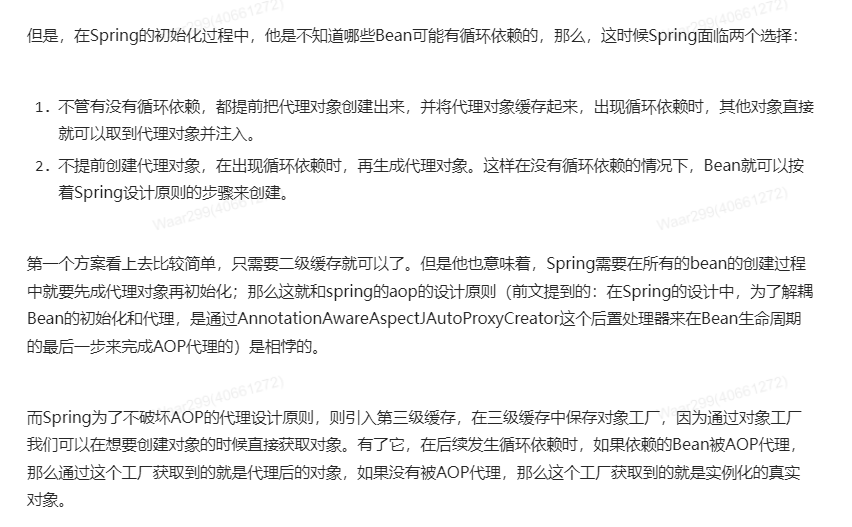 但是，在Spring的初始化过程中，他是不知道哪些Bean可能有循环依赖的，那么，这时候Spring面临两个选择：
1. 不管有没有循环依赖，都提前把代理对象创建出来，并将代理对象缓存起来，出现循环依赖时，其他对象直接
就可以取到代理对象并注入。
2. 不提前创建代理对象，在出现循环依赖时，再生成代理对象。这样在没有循环依赖的情况下，Bean就可以按
着Spring设计原则的步骤来创建。
Waar299(40661272)
Waar299(40661272)
第一个方案看上去比较简单，只需要二级缓存就可以了。但是他也意味着，Spring需要在所有的bean的创建过程
中就要先成代理对象再初始化；那么这就和spring的aop的设计原则（前文提到的：在Spring的设计中，为了解耦
Bean的初始化和代理，是通过AnnotationAwareAspectJAutoProxyCreator这个后置处理器来在Bean生命周期
的最后一步来完成AOP代理的）是相悖的。
Waar299(40661272)
Waar299(40661272)
而Spring为了不破坏AOP的代理设计原则，则引入第三级缓存，在三级缓存中保存对象工厂，因为通过对象工厂
我们可以在想要创建对象的时候直接获取对象。有了它，在后续发生循环依赖时，如果依赖的Bean被AOP代理，
那么通过这个工厂获取到的就是代理后的对象，如果没有被AOP代理，那么这个工厂获取到的就是实例化的真实
对象。